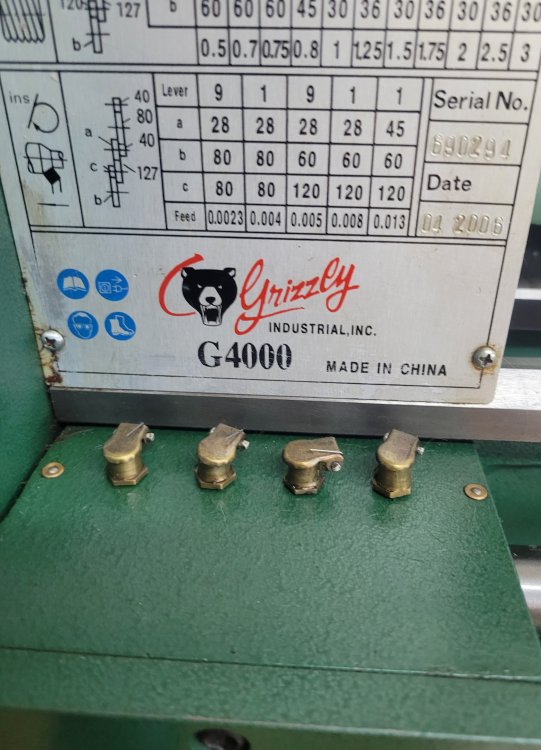 120 127 b 60 60 60 45 30 36 30 36 30 36 30
b 0.5 0.7 0.75 0.8 1 1.25 1.5 1.75 2 2.5 3
ins 40 Lever 9 1 9 1 1 Serial No.
80
a 40 a 28 28 28 28 45
b 80 80 60 60 60 690294
c 127 c 80 80 120 120 120 Date
b Feed 0.0023 0.004 0.005 0.008 0.013 04 2006
Grizzly
INDUSTRIAL, INC.
G4000
MADE IN CHINA